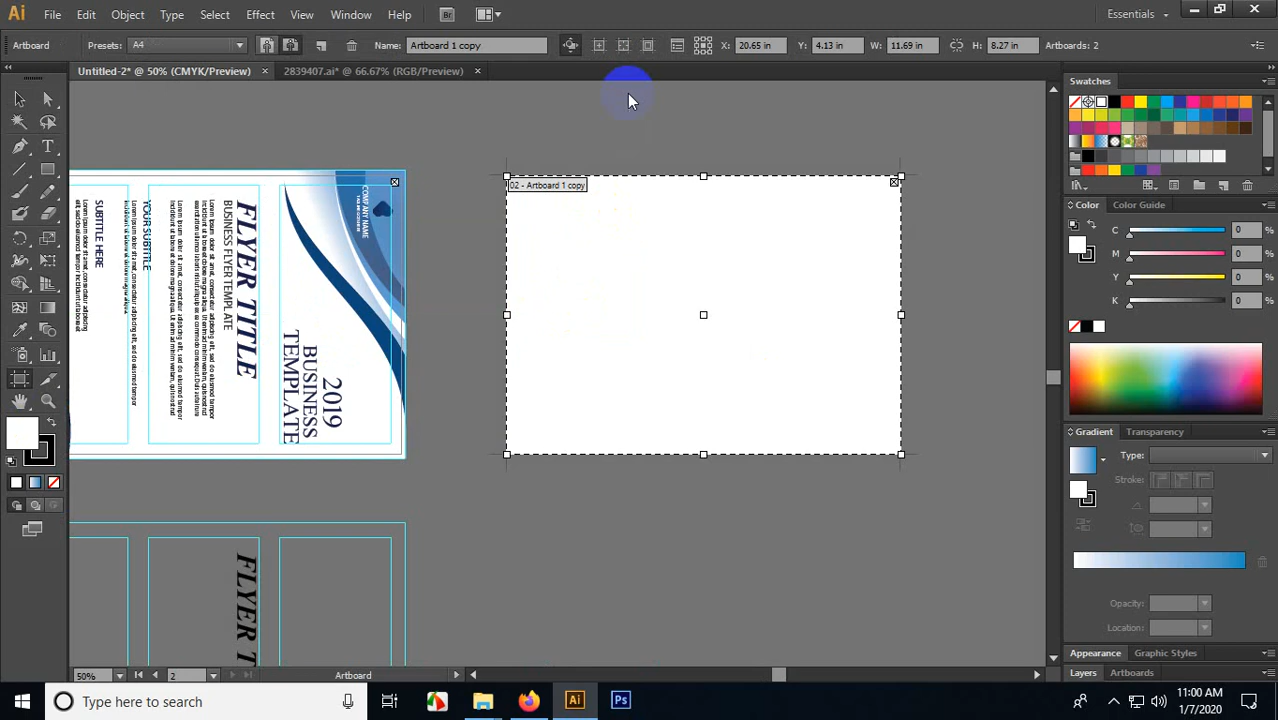 Ai File Edit Object Type Select Effect View Window Help Br Essentials
Artboard Presets: A4 Name: Artboard 1 copy X: 20.65 in Y: 4.13 in W: 11.69 in H: 8.27 in Artboards: 2
Untitled-2* @ 50% (CMYK/Preview) × 2839407.ai* @ 66.67% (RGB/Preview) ×
Swatches
Color Color Guide
C 0 %
M 0 %
Y 0 %
K 0 %
Gradient Transparency
Type:
Stroke:
Opacity:
Location:
Appearance Graphic Styles
Layers Artboards
02 - Artboard 1 copy
COMPANY NAME
2019
BUSINESS
TEMPLATE
FLYER TITLE
BUSINESS FLYER TEMPLATE
YOUR SUBTITLE
SUBTITLE HERE
FLYER T
50% 2 Artboard
Type here to search
Ai Ps
11:00 AM
1/7/2020